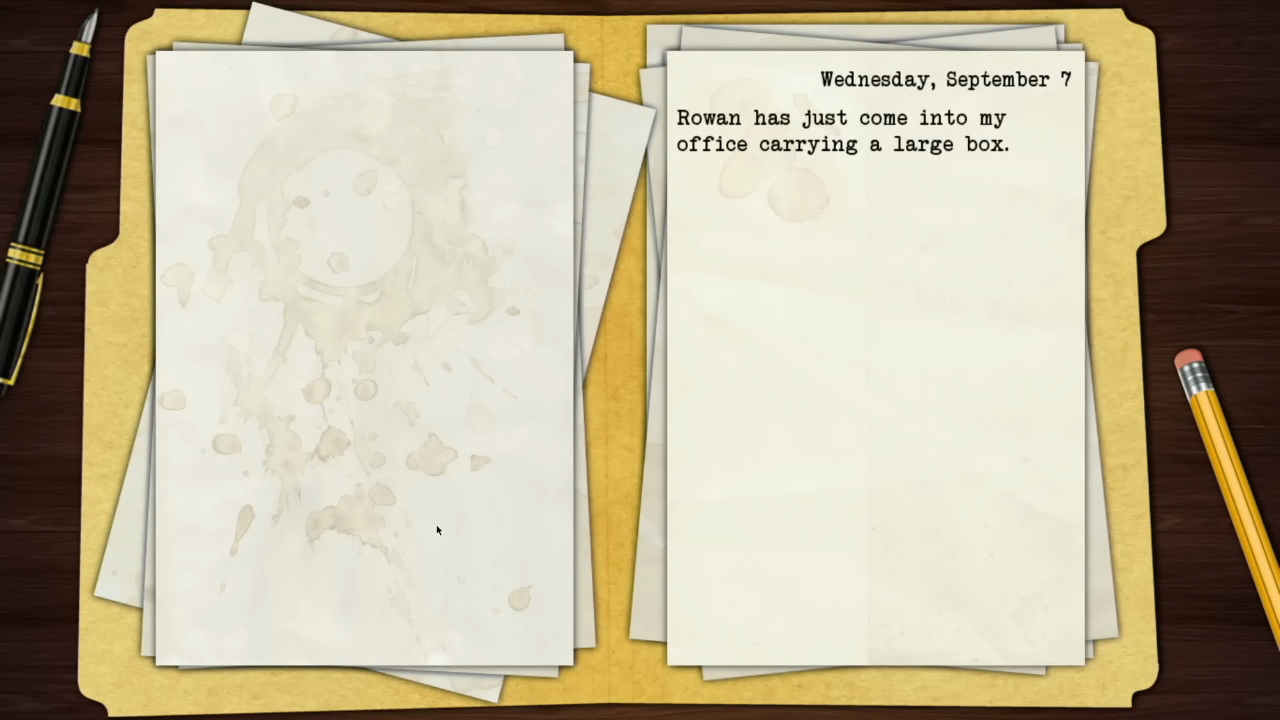 Wednesday, September 7
Rowan has just come into my
office carrying a large box.